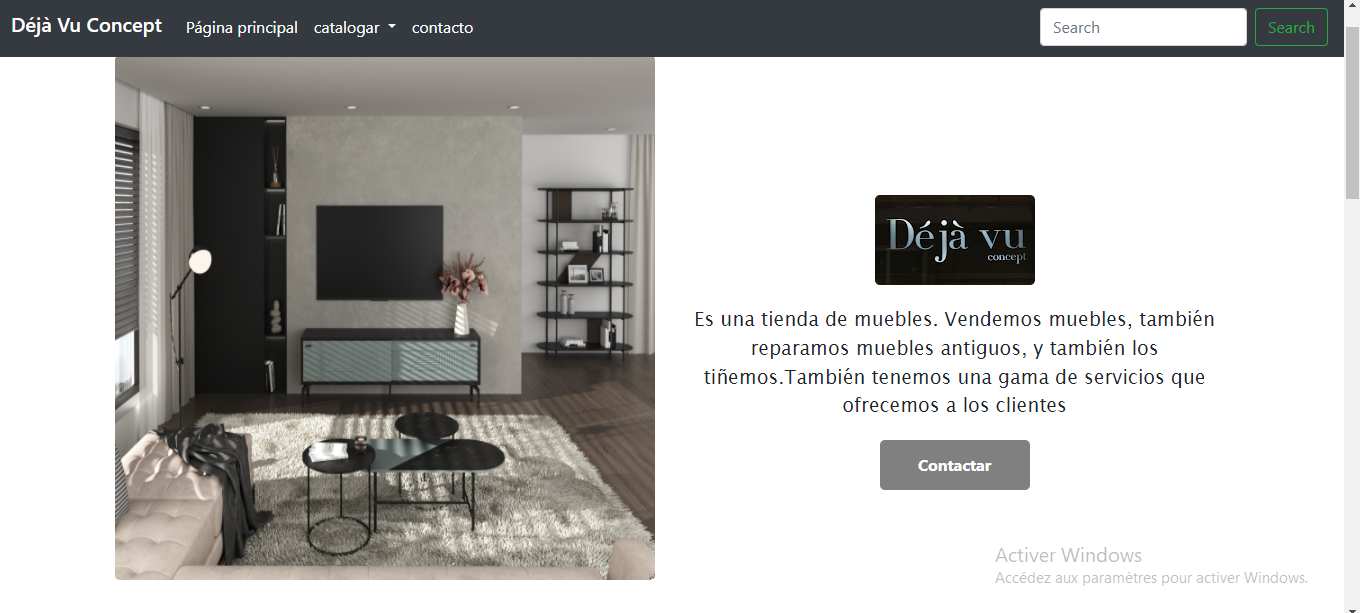 Déjà Vu Concept Página principal catalogar contacto Search Search
Déjà vu
concept
Es una tienda de muebles. Vendemos muebles, también
reparamos muebles antiguos, y también los
tiñemos.También tenemos una gama de servicios que
ofrecemos a los clientes
Contactar
Activer Windows
Accédez aux paramètres pour activer Windows.